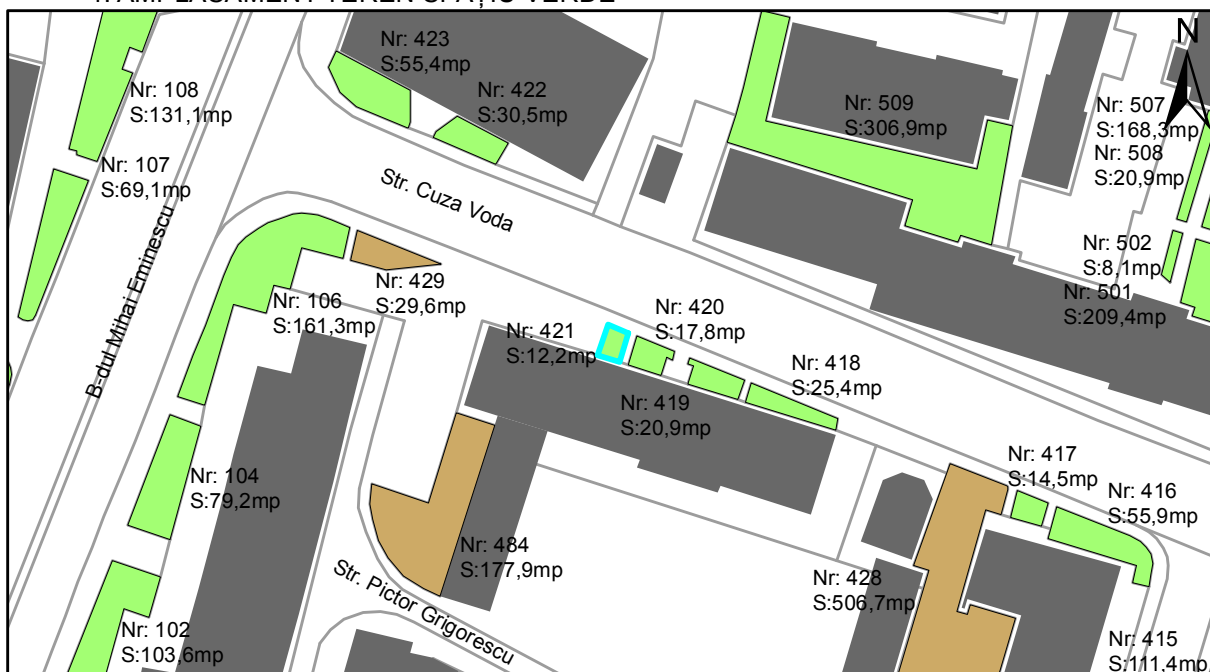 1. AMPLASAMENT TEREN SPAȚIU VERDE
N
Nr: 423
S:55,4mp
Nr: 422
S:30,5mp
Nr: 108
S:131,1mp
Nr: 509
S:306,9mp
Nr: 507
S:168,3mp
Nr: 508
S:20,9mp
Nr: 107
S:69,1mp
Str. Cuza Voda
B-dul Mihai Eminescu
Nr: 502
S:8,1mp
Nr: 501
S:209,4mp
Nr: 429
S:29,6mp
Nr: 106
S:161,3mp
Nr: 420
S:17,8mp
Nr: 421
S:12,2mp
Nr: 418
S:25,4mp
Nr: 419
S:20,9mp
Nr: 417
S:14,5mp
Nr: 416
S:55,9mp
Nr: 104
S:79,2mp
Nr: 484
S:177,9mp
Nr: 428
S:506,7mp
Str. Pictor Grigorescu
Nr: 102
S:103,6mp
Nr: 415
S:111,4mp